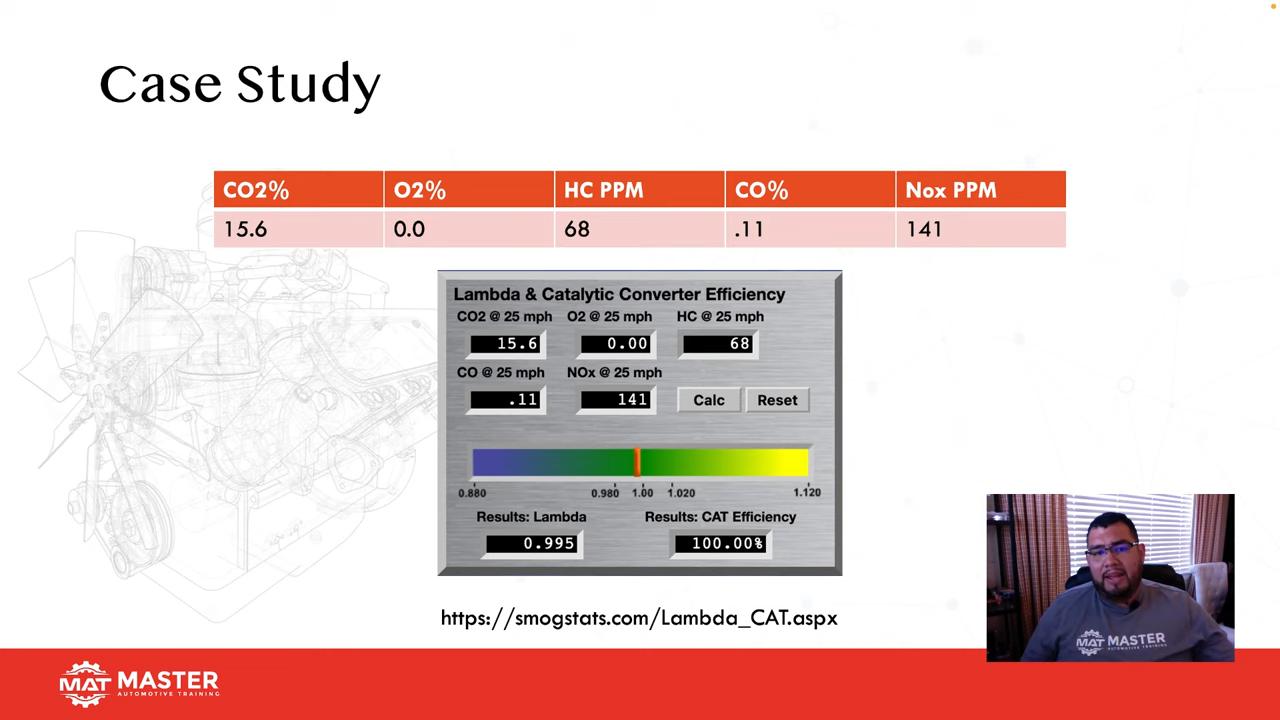 Case Study
CO2% O2% HC PPM CO% Nox PPM
15.6 0.0 68 .11 141
Lambda & Catalytic Converter Efficiency
CO2 @ 25 mph O2 @ 25 mph HC @ 25 mph
15.6 0.00 68
CO @ 25 mph NOx @ 25 mph
.11 141 Calc Reset
0.880 0.980 1.00 1.020 1.120
Results: Lambda Results: CAT Efficiency
0.995 100.00%
https://smogstats.com/Lambda_CAT.aspx
MAT MASTER
AUTOMOTIVE TRAINING
MAT MASTER
AUTOMOTIVE TRAINING